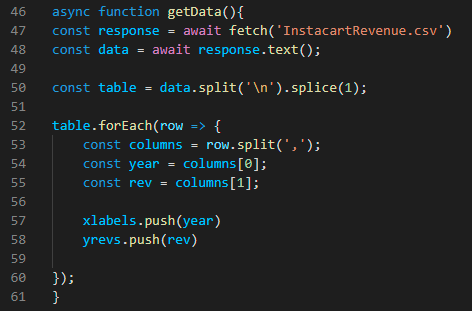 46 async function getData(){
47 const response = await fetch('InstacartRevenue.csv')
48 const data = await response.text();
49
50 const table = data.split('\n').splice(1);
51
52 table.forEach(row => {
53     const columns = row.split(',');
54     const year = columns[0];
55     const rev = columns[1];
56
57     xlabels.push(year)
58     yrevs.push(rev)
59
60 });
61 }